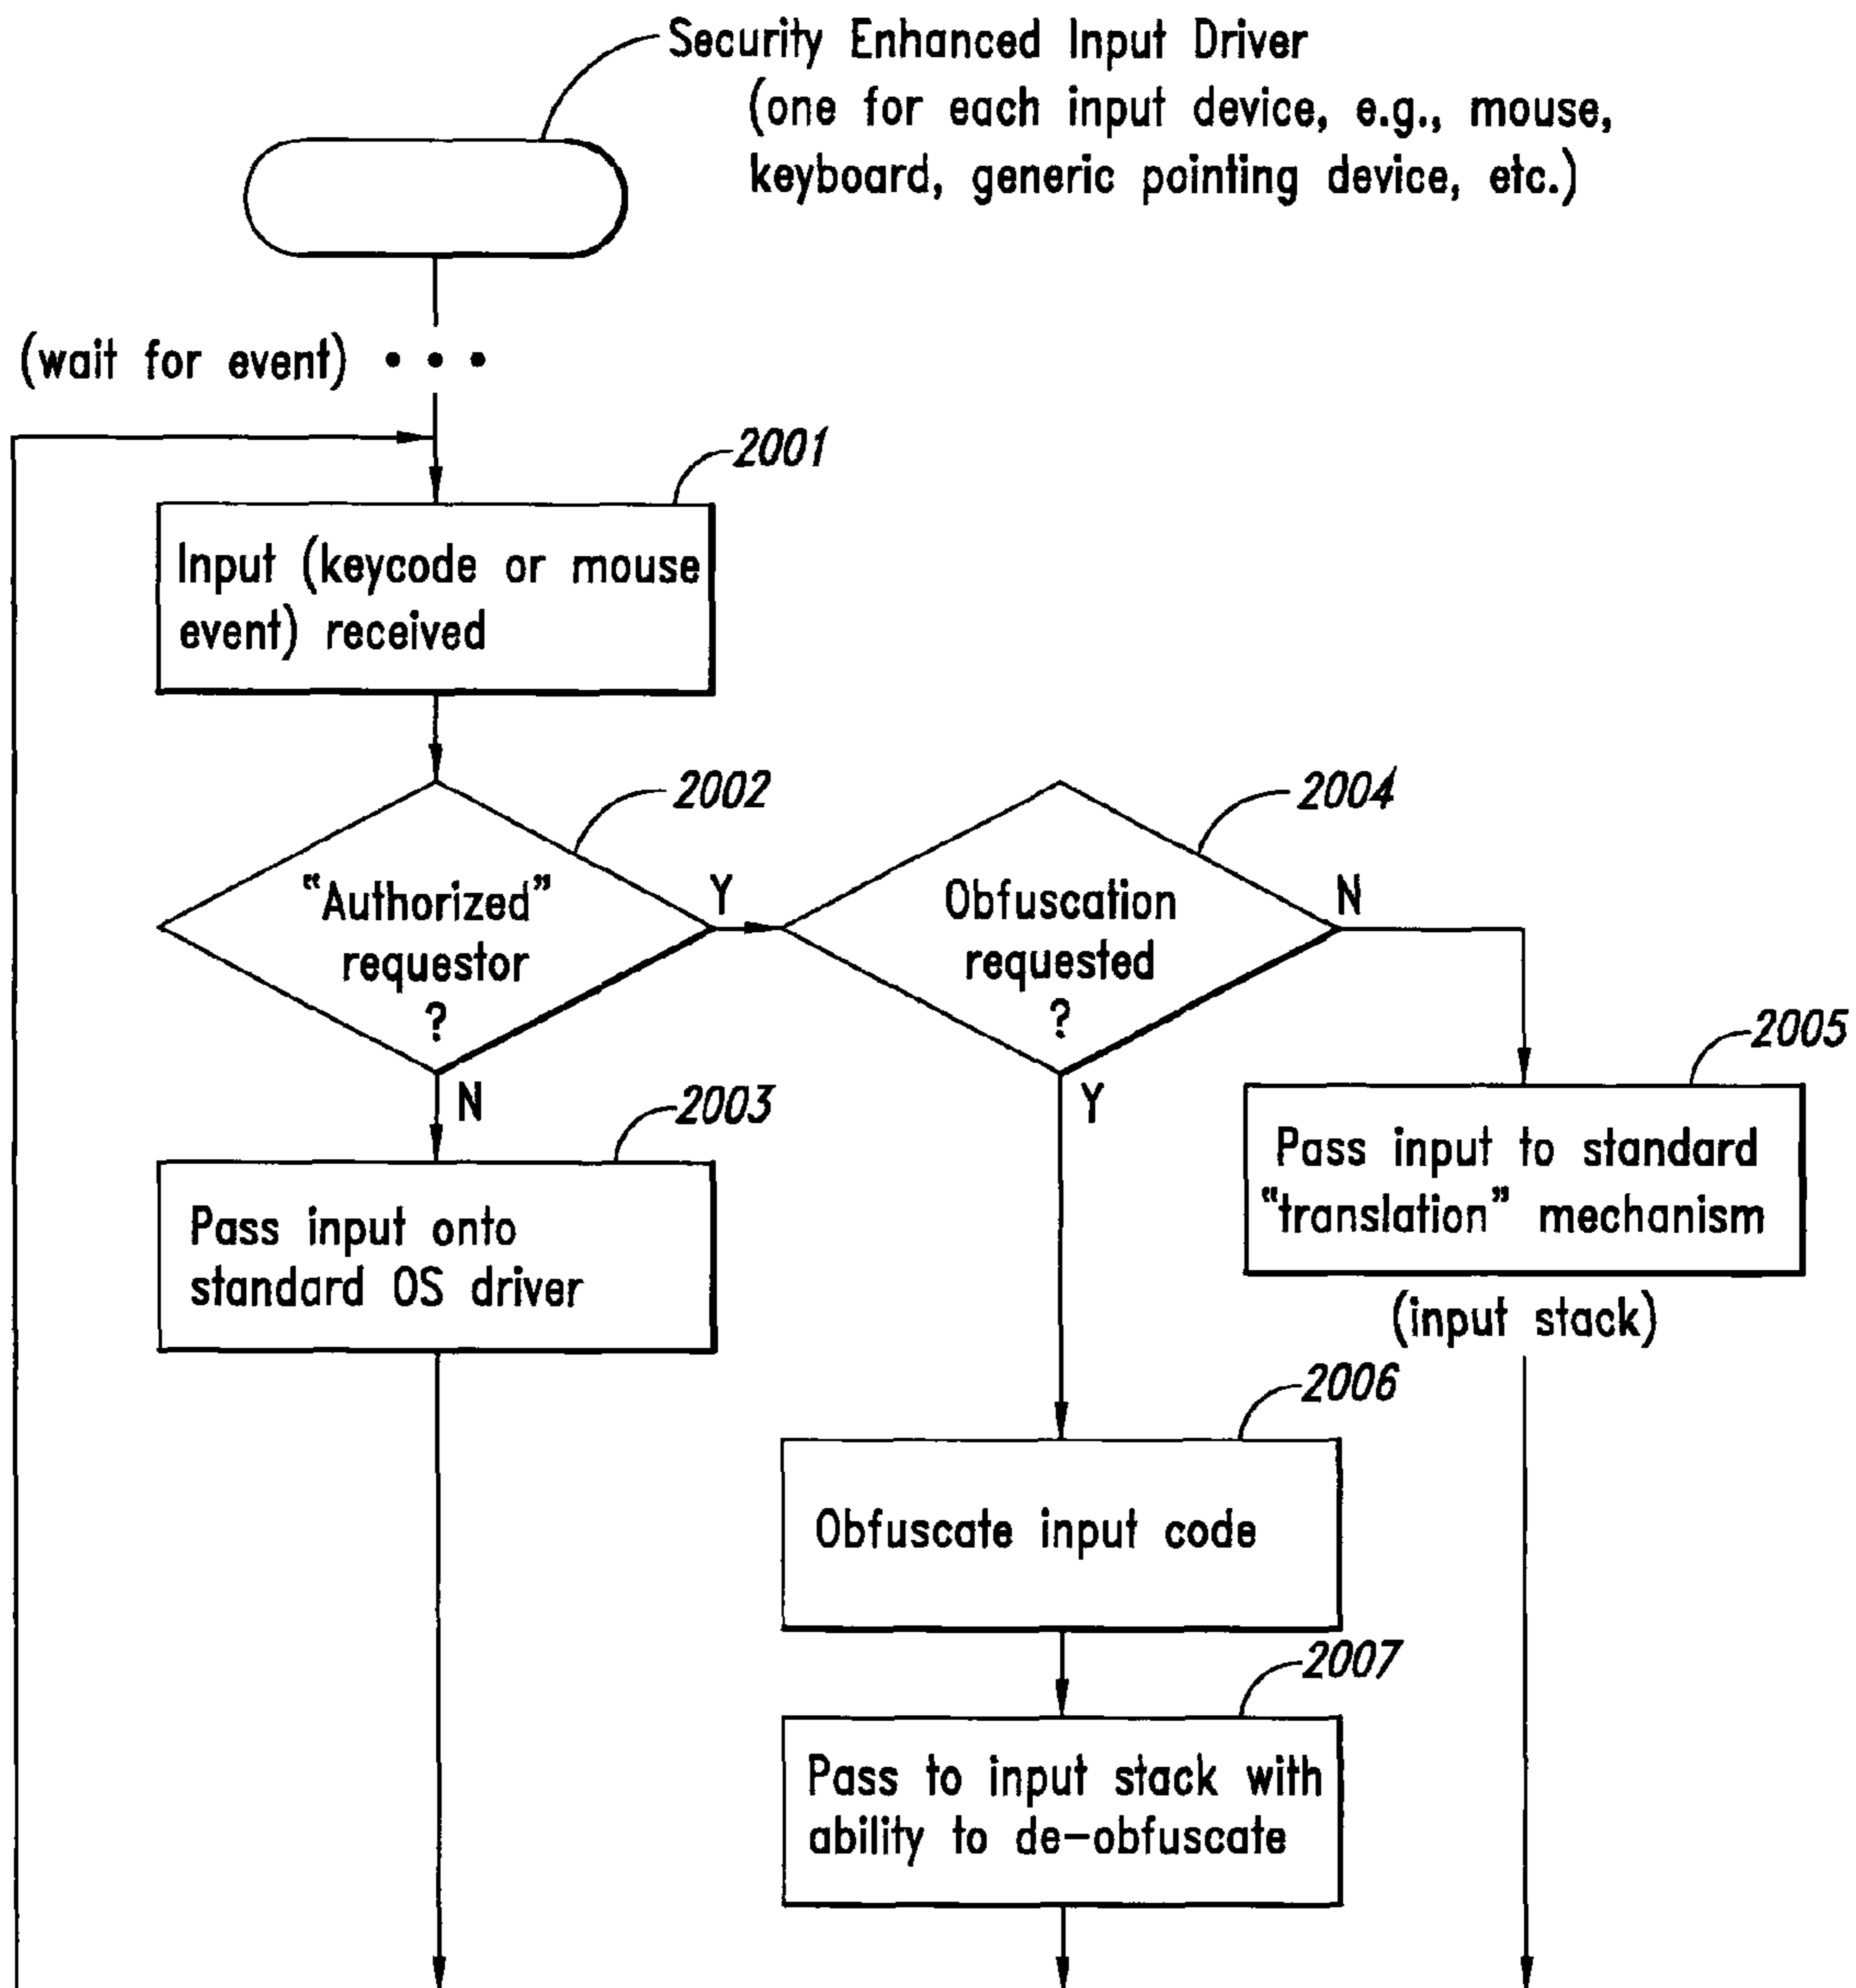 Security Enhanced Input Driver
(one for each input device, e.g., mouse,
keyboard, generic pointing device, etc.)
(wait for event) • • •
2001
Input (keycode or mouse
event) received
2002
"Authorized"
requestor
?
Y
N
2004
Obfuscation
requested
?
N
Y
2003
Pass input onto
standard OS driver
2005
Pass input to standard
"translation" mechanism
(input stack)
2006
Obfuscate input code
2007
Pass to input stack with
ability to de-obfuscate